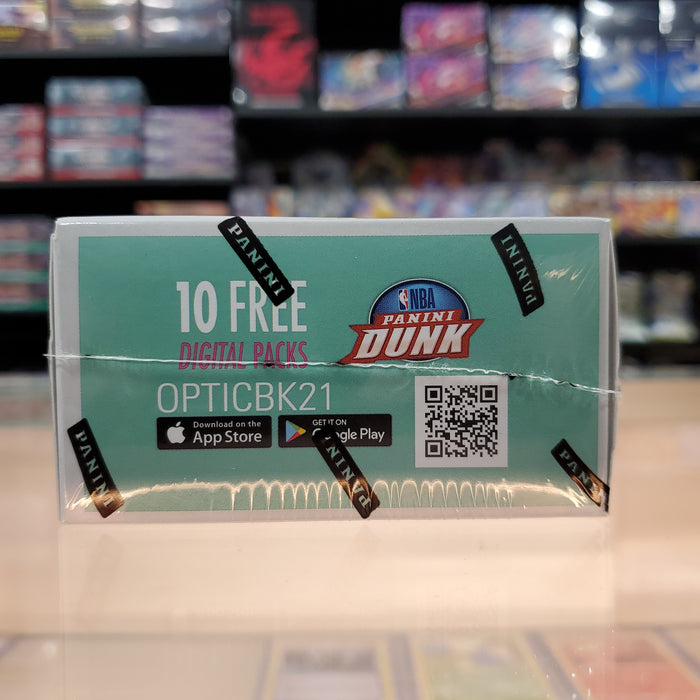 PANINI
PANINI
10 FREE
DIGITAL PACKS
NBA
PANINI
DUNK
OPTICBK21
Download on the
App Store
GET IT ON
Google Play
PANINI
PANINI
PANI